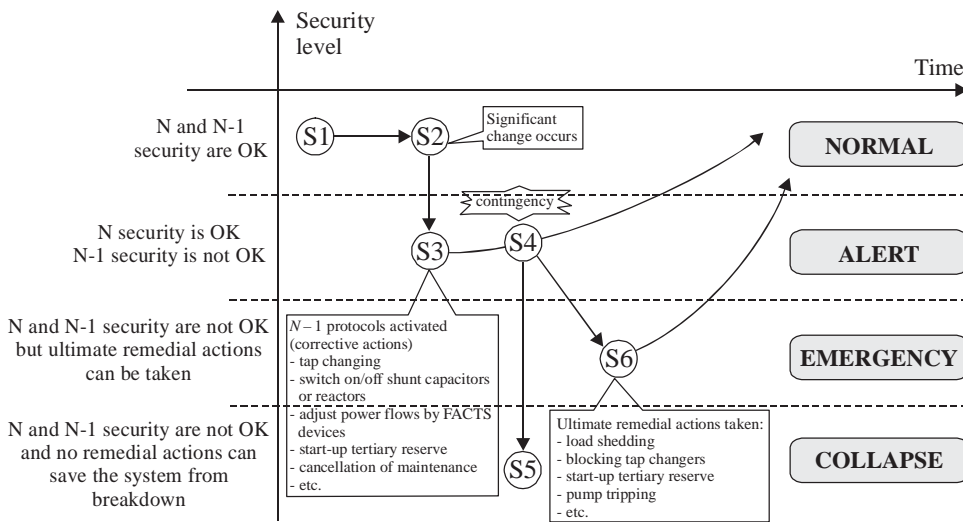 Security
level
Time
N and N-1
security are OK
S1
S2
Significant
change occurs
NORMAL
contingency
N security is OK
N-1 security is not OK
S3
S4
ALERT
N and N-1 security are not OK
but ultimate remedial actions
can be taken
N – 1 protocols activated
(corrective actions)
- tap changing
- switch on/off shunt capacitors
or reactors
- adjust power flows by FACTS
devices
- start-up tertiary reserve
- cancellation of maintenance
- etc.
S6
EMERGENCY
N and N-1 security are not OK
and no remedial actions can
save the system from
breakdown
S5
Ultimate remedial actions taken:
- load shedding
- blocking tap changers
- start-up tertiary reserve
- pump tripping
- etc.
COLLAPSE